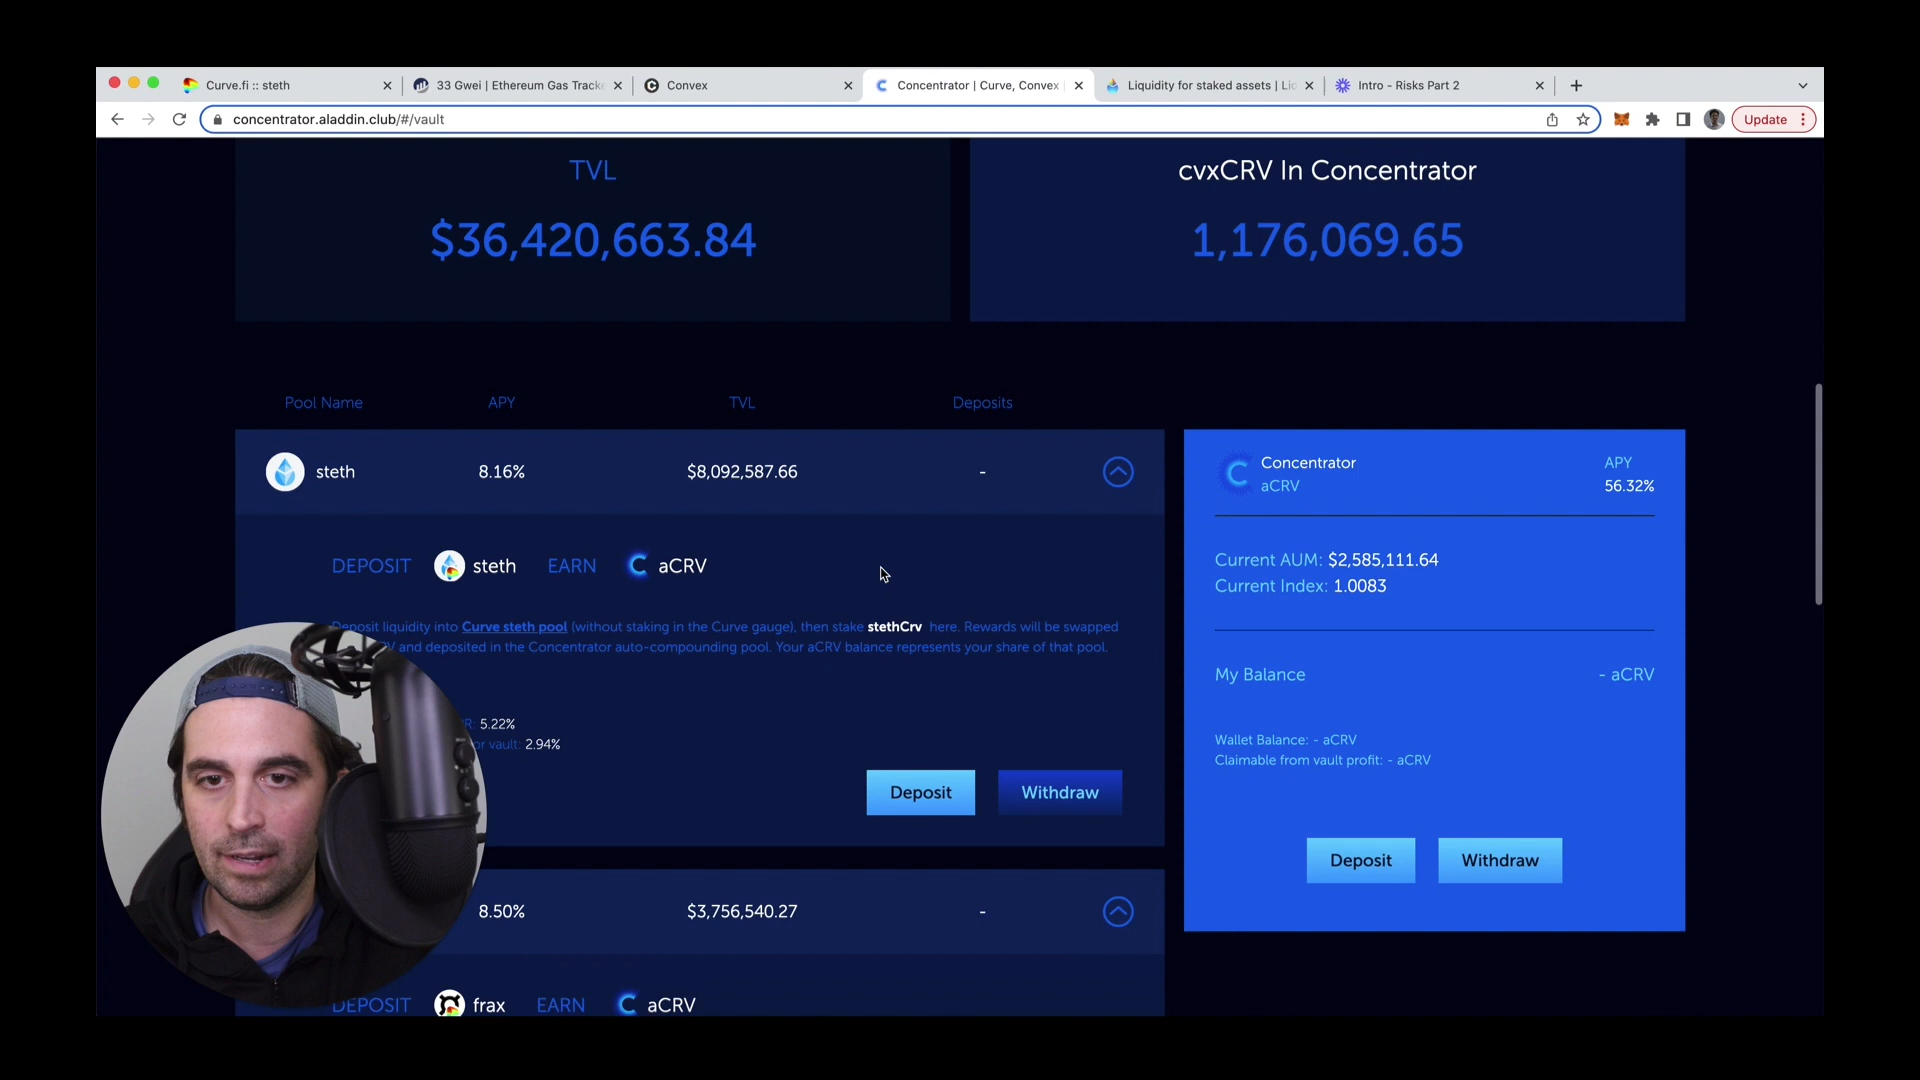 Curve.fi :: steth
33 Gwei | Ethereum Gas Tracke
Convex
Concentrator | Curve, Convex
Liquidity for staked assets | Lid
Intro - Risks Part 2
concentrator.aladdin.club/#/vault
Update
TVL
$36,420,663.84
cvxCRV In Concentrator
1,176,069.65
Pool Name APY TVL Deposits
steth 8.16% $8,092,587.66 -
DEPOSIT steth EARN aCRV
Deposit liquidity into Curve steth pool (without staking in the Curve gauge), then stake stethCrv here. Rewards will be swapped
and deposited in the Concentrator auto-compounding pool. Your aCRV balance represents your share of that pool.
5.22%
vault: 2.94%
Deposit Withdraw
8.50% $3,756,540.27 -
DEPOSIT frax EARN aCRV
Concentrator
aCRV
APY
56.32%
Current AUM: $2,585,111.64
Current Index: 1.0083
My Balance - aCRV
Wallet Balance: - aCRV
Claimable from vault profit: - aCRV
Deposit Withdraw